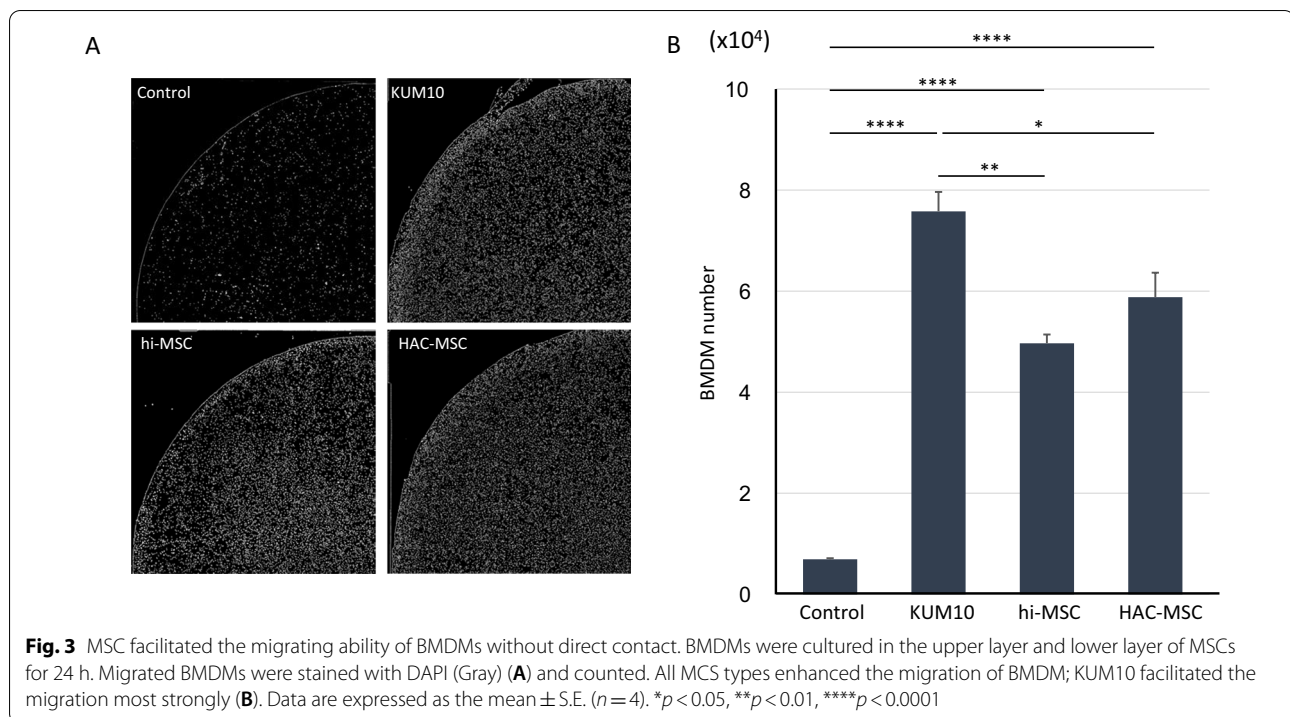 A
Control
KUM10
hi-MSC
HAC-MSC
B
(x10⁴)
****
****
****
*
**
10
8
6
4
2
0
BMDM number
Control
KUM10
hi-MSC
HAC-MSC
Fig. 3 MSC facilitated the migrating ability of BMDMs without direct contact. BMDMs were cultured in the upper layer and lower layer of MSCs
for 24 h. Migrated BMDMs were stained with DAPI (Gray) (A) and counted. All MCS types enhanced the migration of BMDM; KUM10 facilitated the
migration most strongly (B). Data are expressed as the mean ± S.E. (n = 4). *p < 0.05, **p < 0.01, ****p < 0.0001